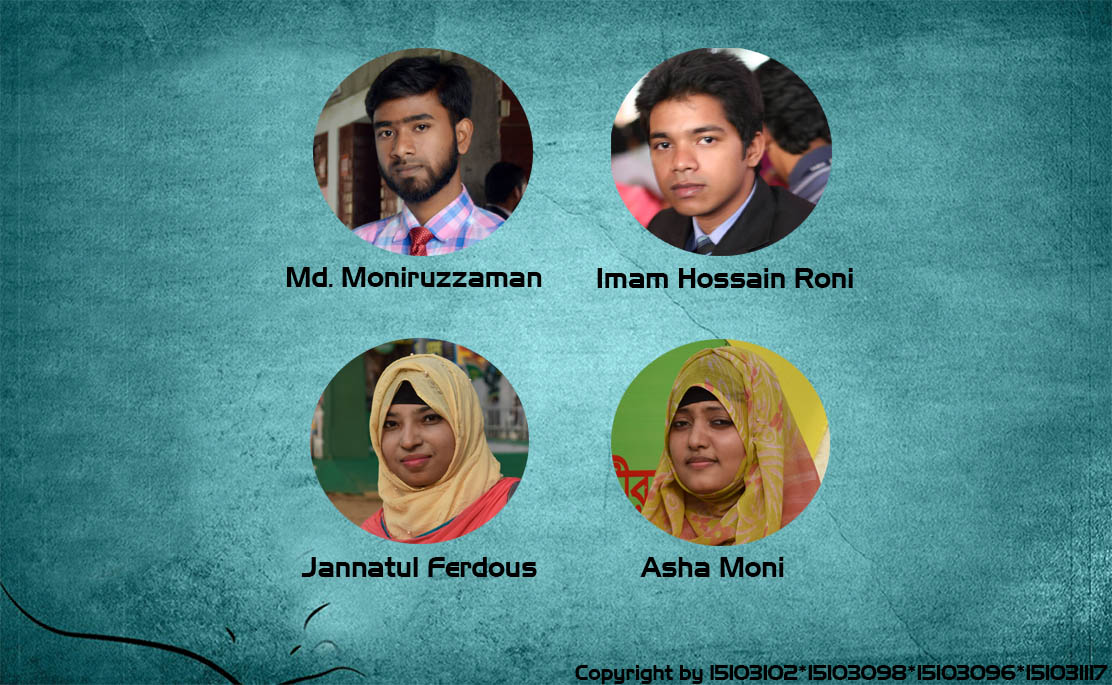 Md. Moniruzzaman
Imam Hossain Roni
Jannatul Ferdous
Asha Moni
Copyright by 15103102*15103098*15103096*15103117